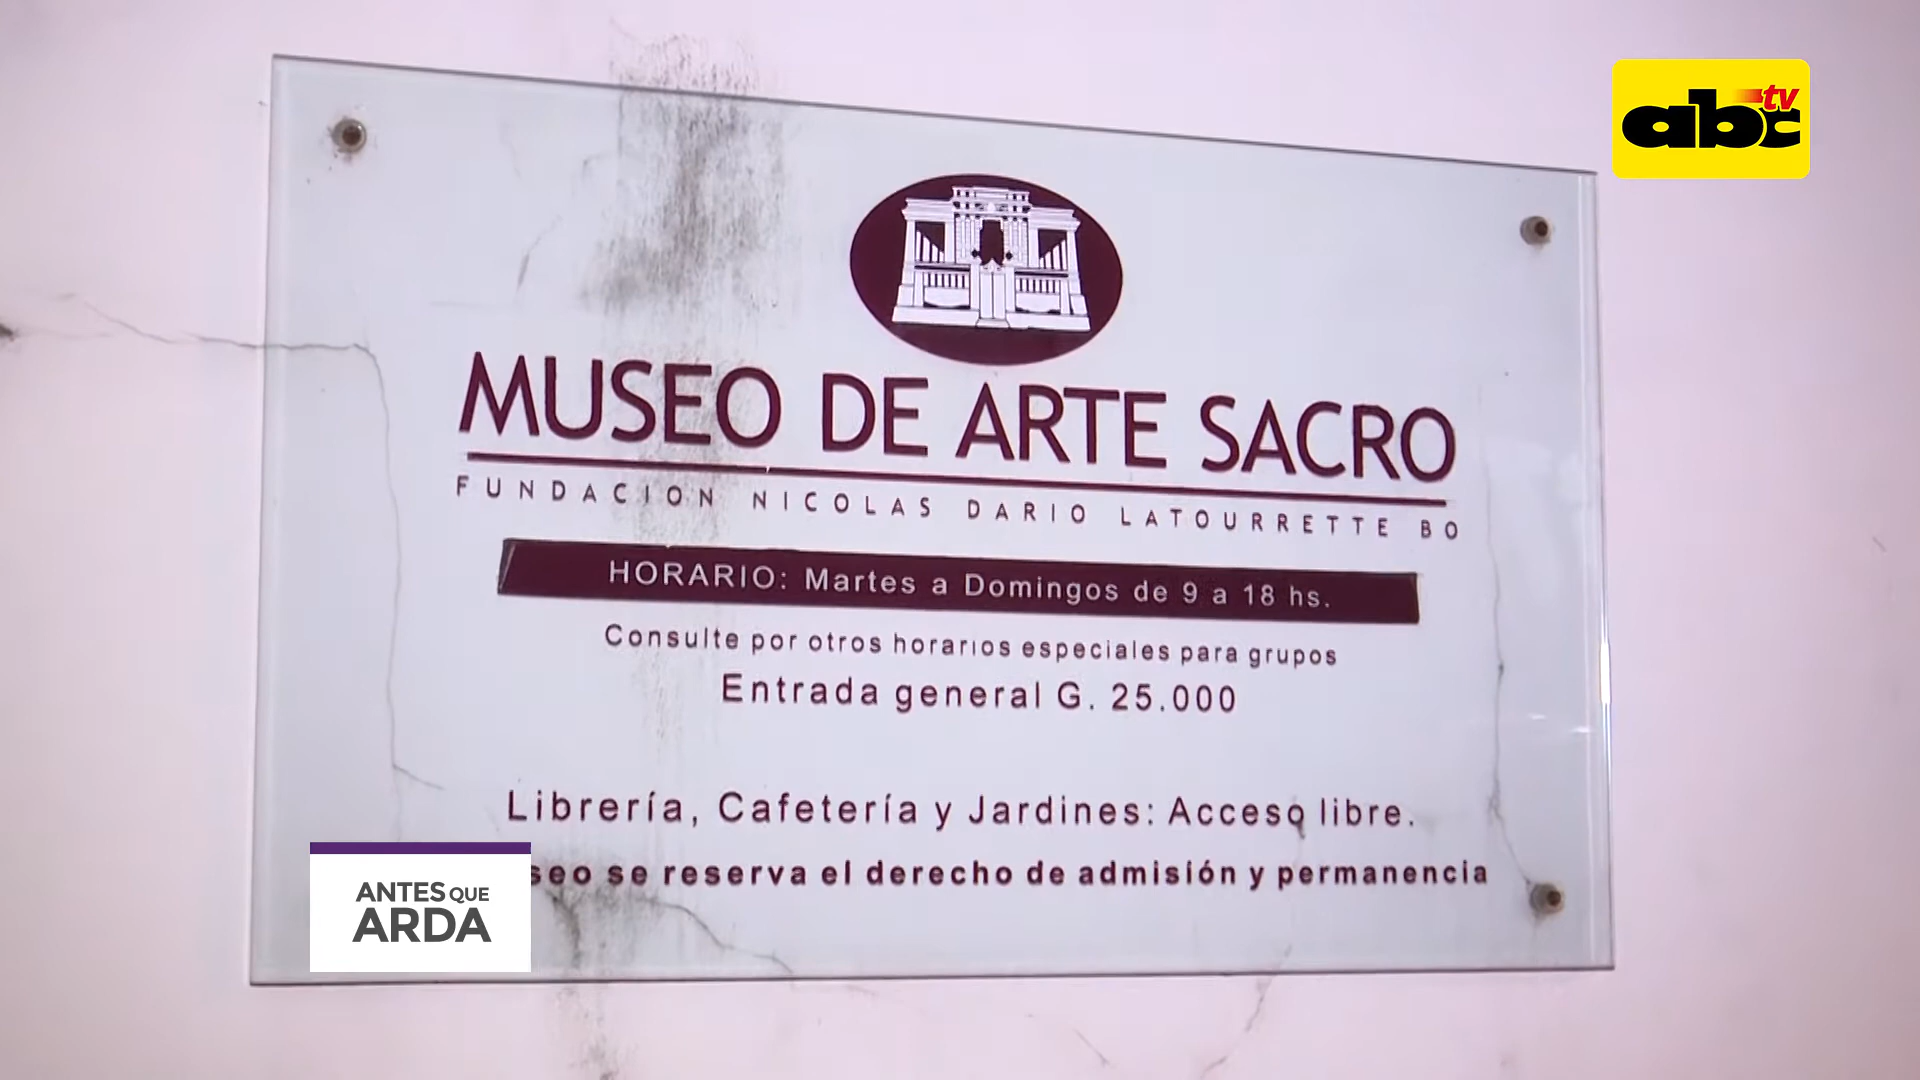 abc tv
MUSEO DE ARTE SACRO
FUNDACION NICOLAS DARIO LATOURRETTE BO
HORARIO: Martes a Domingos de 9 a 18 hs.
Consulte por otros horarios especiales para grupos
Entrada general G. 25.000
Librería, Cafetería y Jardines: Acceso libre.
se reserva el derecho de admisión y permanencia
ANTES QUE
ARDA